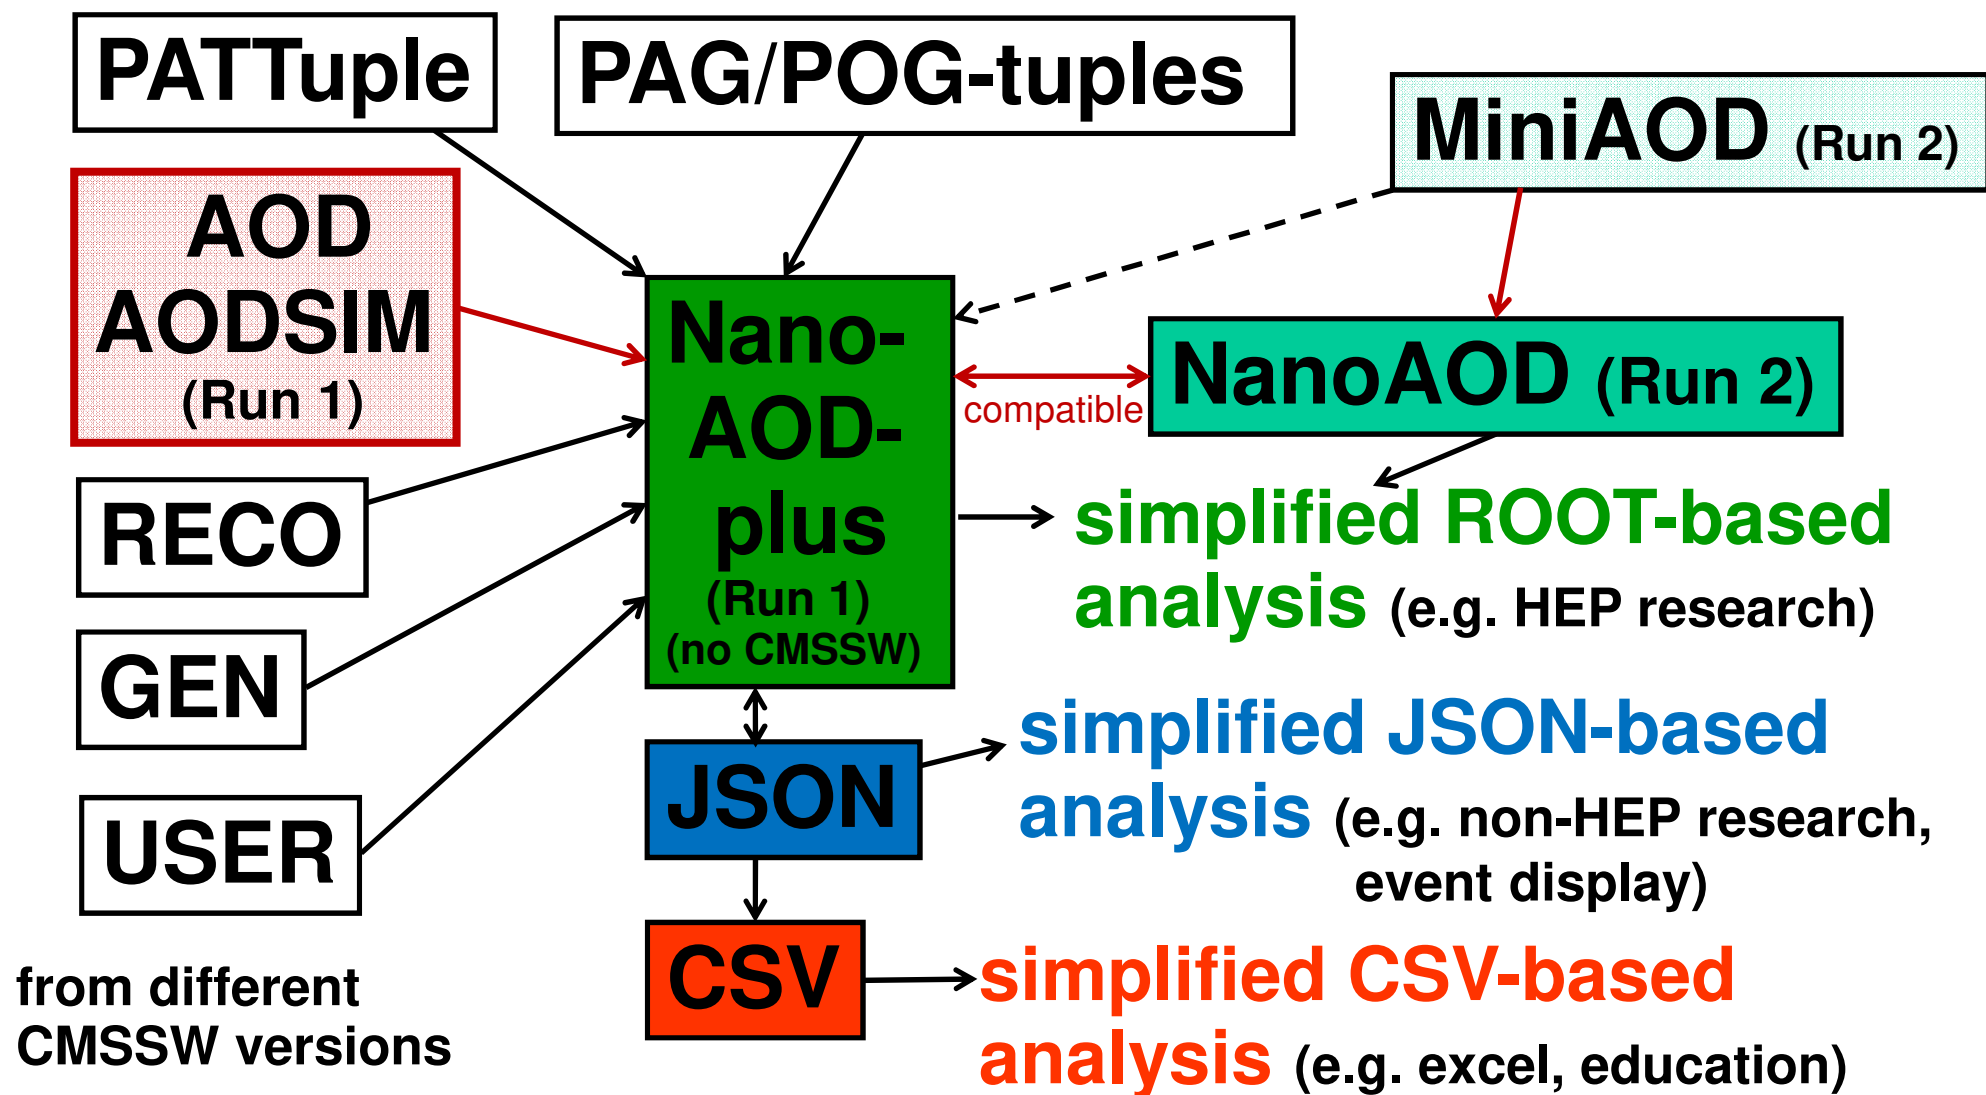 PATTuple
PAG/POG-tuples
MiniAOD (Run 2)
AOD
AODSIM
(Run 1)
Nano-
AOD-
plus
(Run 1)
(no CMSSW)
compatible
NanoAOD (Run 2)
RECO
GEN
USER
from different
CMSSW versions
simplified ROOT-based
analysis (e.g. HEP research)
JSON
simplified JSON-based
analysis (e.g. non-HEP research,
event display)
CSV
simplified CSV-based
analysis (e.g. excel, education)